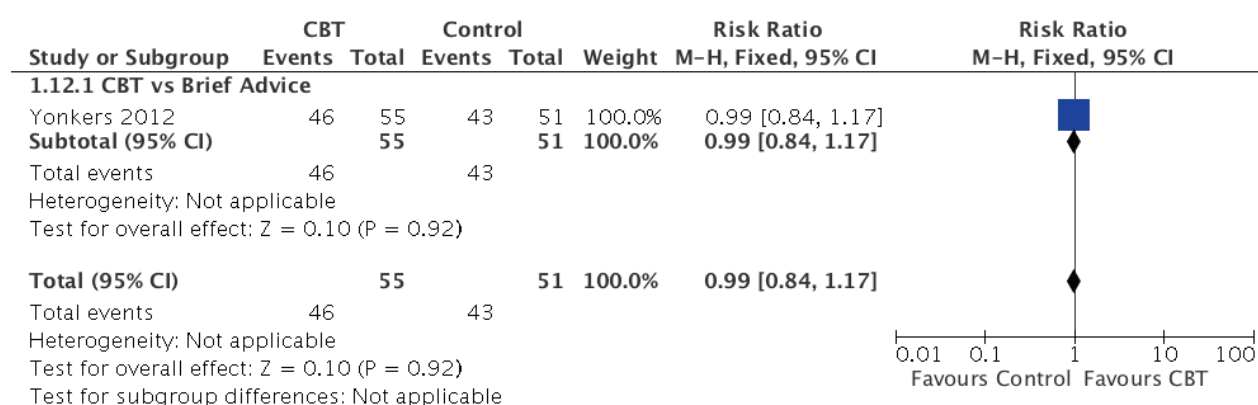 CBT Control Risk Ratio Risk Ratio
Study or Subgroup Events Total Events Total Weight M-H, Fixed, 95% CI M-H, Fixed, 95% CI
1.12.1 CBT vs Brief Advice
Yonkers 2012 46 55 43 51 100.0% 0.99 [0.84, 1.17]
Subtotal (95% CI) 55 51 100.0% 0.99 [0.84, 1.17]
Total events 46 43
Heterogeneity: Not applicable
Test for overall effect: Z = 0.10 (P = 0.92)
Total (95% CI) 55 51 100.0% 0.99 [0.84, 1.17]
Total events 46 43
Heterogeneity: Not applicable
Test for overall effect: Z = 0.10 (P = 0.92)
Test for subgroup differences: Not applicable
0.01 0.1 1 10 100
Favours Control Favours CBT